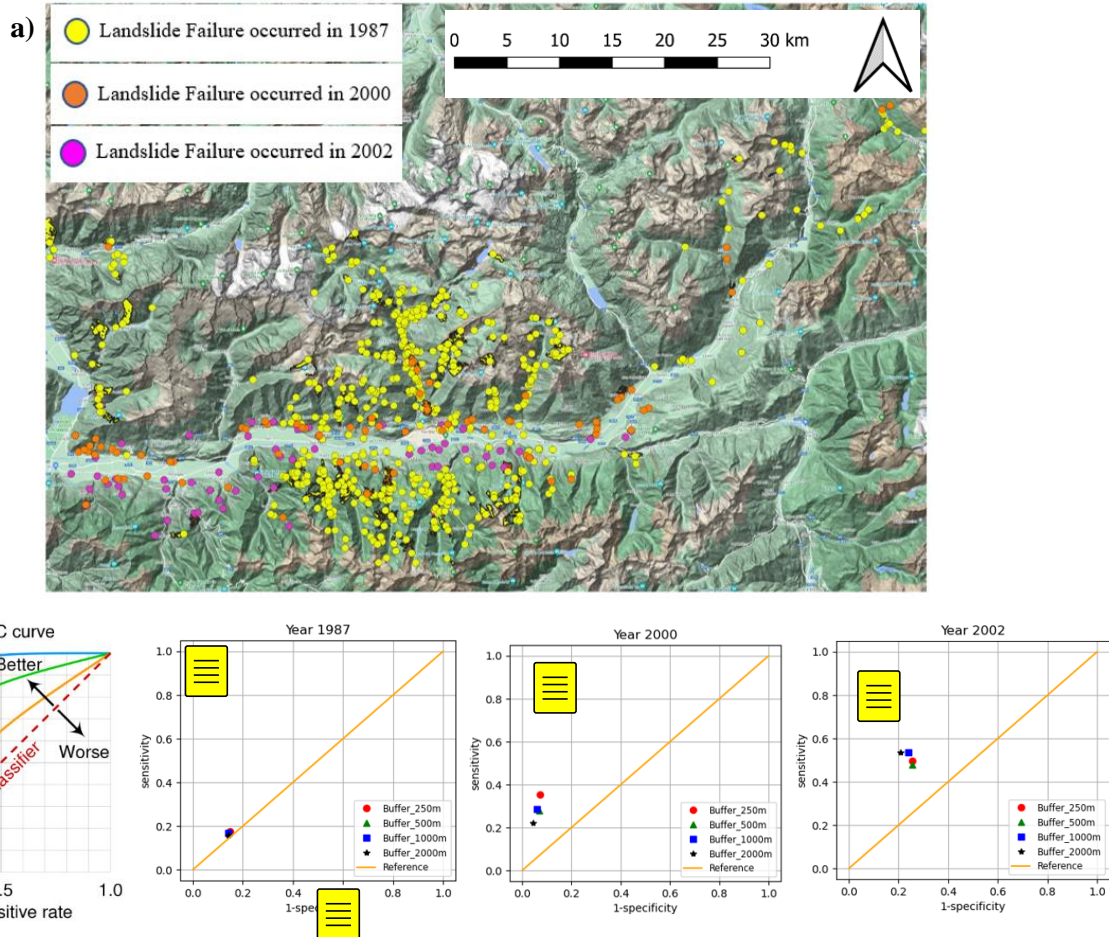 a)
Landslide Failure occurred in 1987
Landslide Failure occurred in 2000
Landslide Failure occurred in 2002
0 5 10 15 20 25 30 km
C curve
Better
Worse
assifier
.5 1.0
sitive rate
Year 1987
sensitivity
1.0
0.8
0.6
0.4
0.2
0.0
Buffer_250m
Buffer_500m
Buffer_1000m
Buffer_2000m
Reference
0.0 0.2 0.4 0.8 1.0
1-spec
Year 2000
sensitivity
1.0
0.8
0.6
0.4
0.2
0.0
Buffer_250m
Buffer_500m
Buffer_1000m
Buffer_2000m
Reference
0.0 0.2 0.4 0.6 0.8 1.0
1-specificity
Year 2002
sensitivity
1.0
0.8
0.6
0.4
0.2
0.0
Buffer_250m
Buffer_500m
Buffer_1000m
Buffer_2000m
Reference
0.0 0.2 0.4 0.6 0.8 1.0
1-specificity